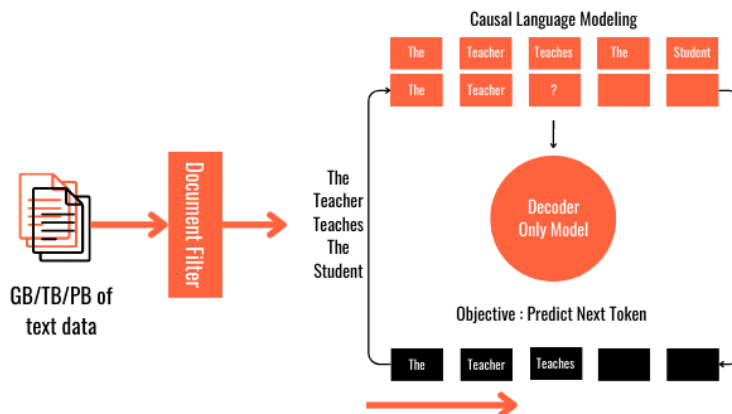 Causal Language Modeling
The Teacher Teaches The Student
The Teacher ?
Document Filter
The
Teacher
Teaches
The
Student
Decoder
Only Model
GB/TB/PB of
text data
Objective : Predict Next Token
The Teacher Teaches